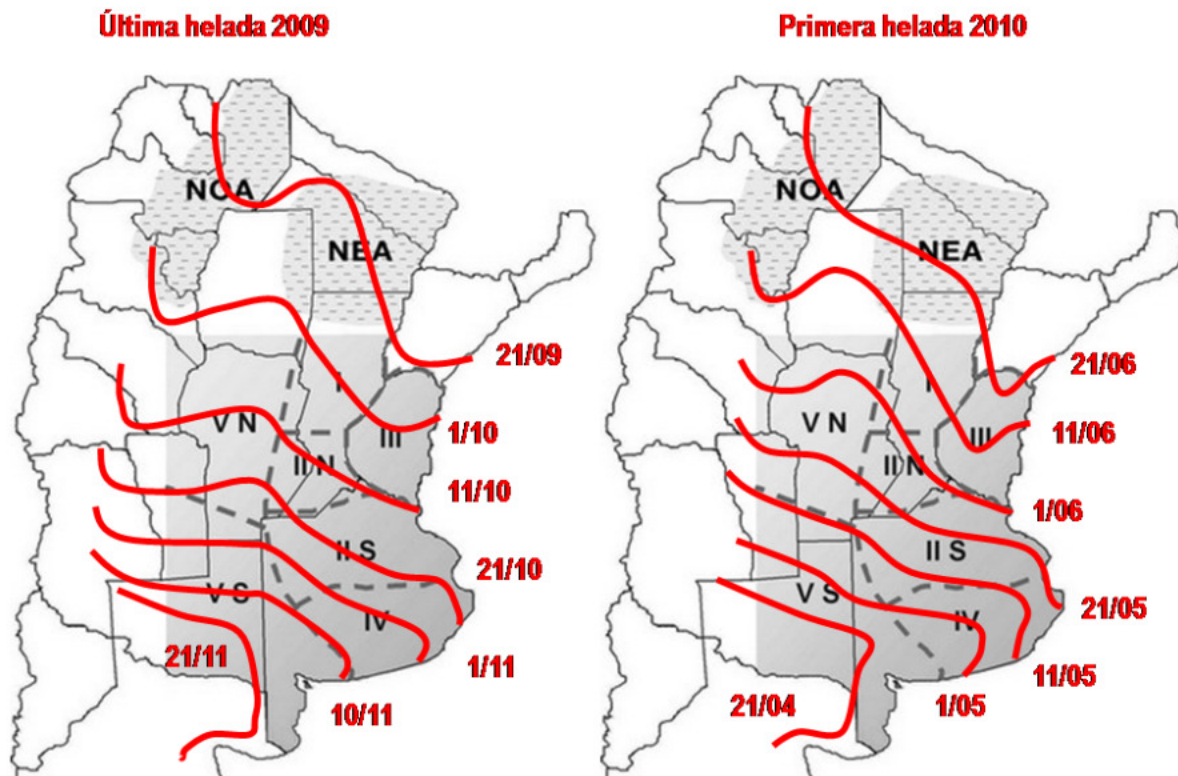 Última helada 2009
NOA
NEA
21/09
I
V N
III
1/10
II N
11/10
II S
21/10
V S
IV
21/11
1/11
10/11
Primera helada 2010
NOA
NEA
21/06
I
V N
III
11/06
II N
1/06
II S
V S
21/05
IV
11/05
21/04
1/05